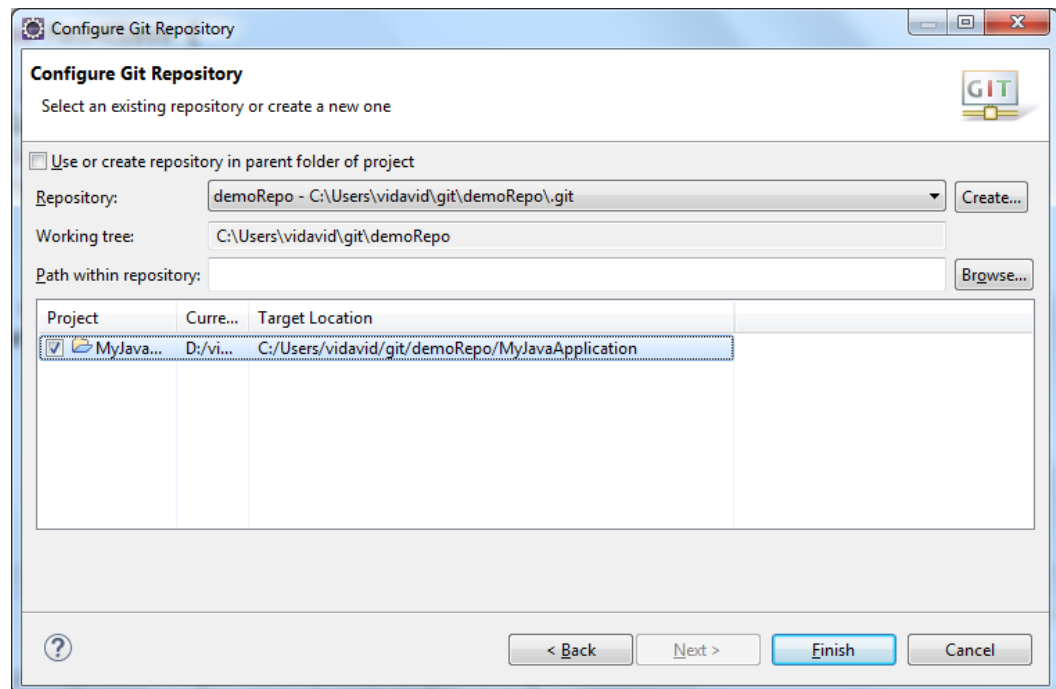 Configure Git Repository
Configure Git Repository
Select an existing repository or create a new one
GIT
Use or create repository in parent folder of project
Repository: demoRepo - C:\Users\vidavid\git\demoRepo\.git Create...
Working tree: C:\Users\vidavid\git\demoRepo
Path within repository: Browse...
Project Curre... Target Location
MyJava... D:/vi... C:/Users/vidavid/git/demoRepo/MyJavaApplication
? < Back Next > Finish Cancel